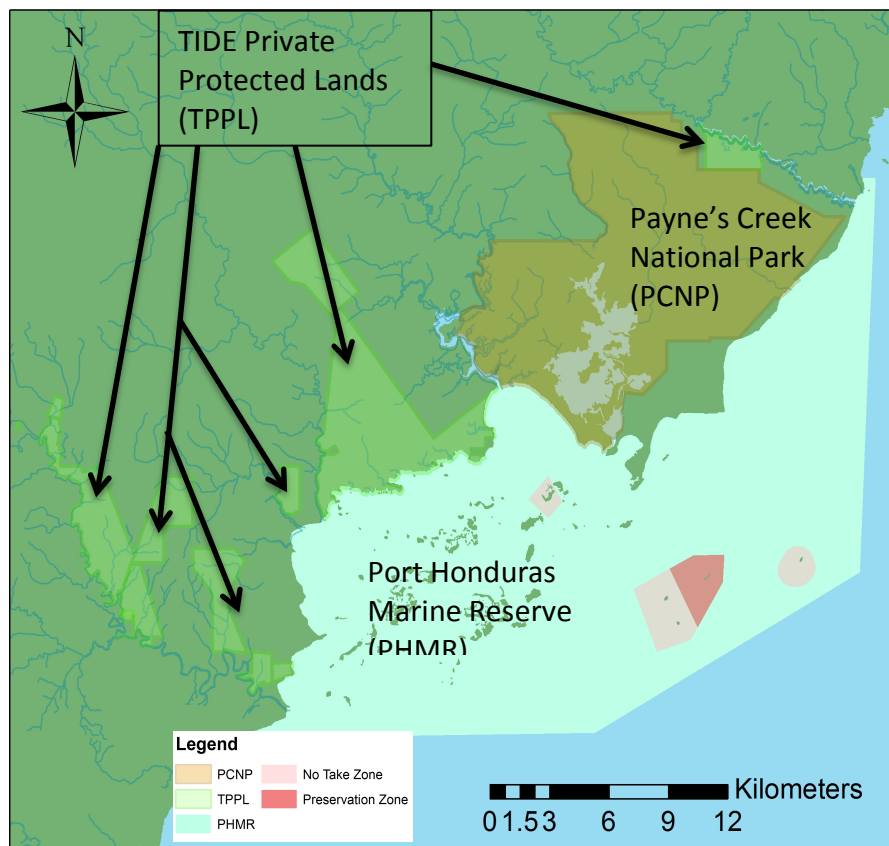 N
TIDE Private
Protected Lands
(TPPL)
Payne's Creek
National Park
(PCNP)
Port Honduras
Marine Reserve
(PHMR)
Legend
PCNP
No Take Zone
TPPL
Preservation Zone
PHMR
Kilometers
0 1.5 3 6 9 12